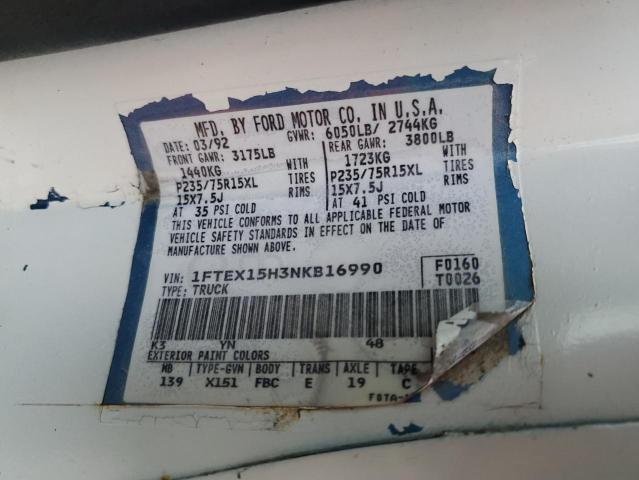 MFD. BY FORD MOTOR CO. IN U.S.A.
DATE: 03/92 GVWR: 6050LB/ 2744KG
FRONT GAWR: 3175LB REAR GAWR: 3800LB
1440KG WITH 1723KG WITH
P235/75R15XL TIRES P235/75R15XL TIRES
15X7.5J RIMS 15X7.5J RIMS
AT 35 PSI COLD AT 41 PSI COLD
THIS VEHICLE CONFORMS TO ALL APPLICABLE FEDERAL MOTOR
VEHICLE SAFETY STANDARDS IN EFFECT ON THE DATE OF
MANUFACTURE SHOWN ABOVE.
VIN: 1FTEX15H3NKB16990 F0160
TYPE: TRUCK T0026
K3 YN 48
EXTERIOR PAINT COLORS
WB TYPE-GVW BODY TRANS AXLE TAPE
139 X151 FBC E 19 C